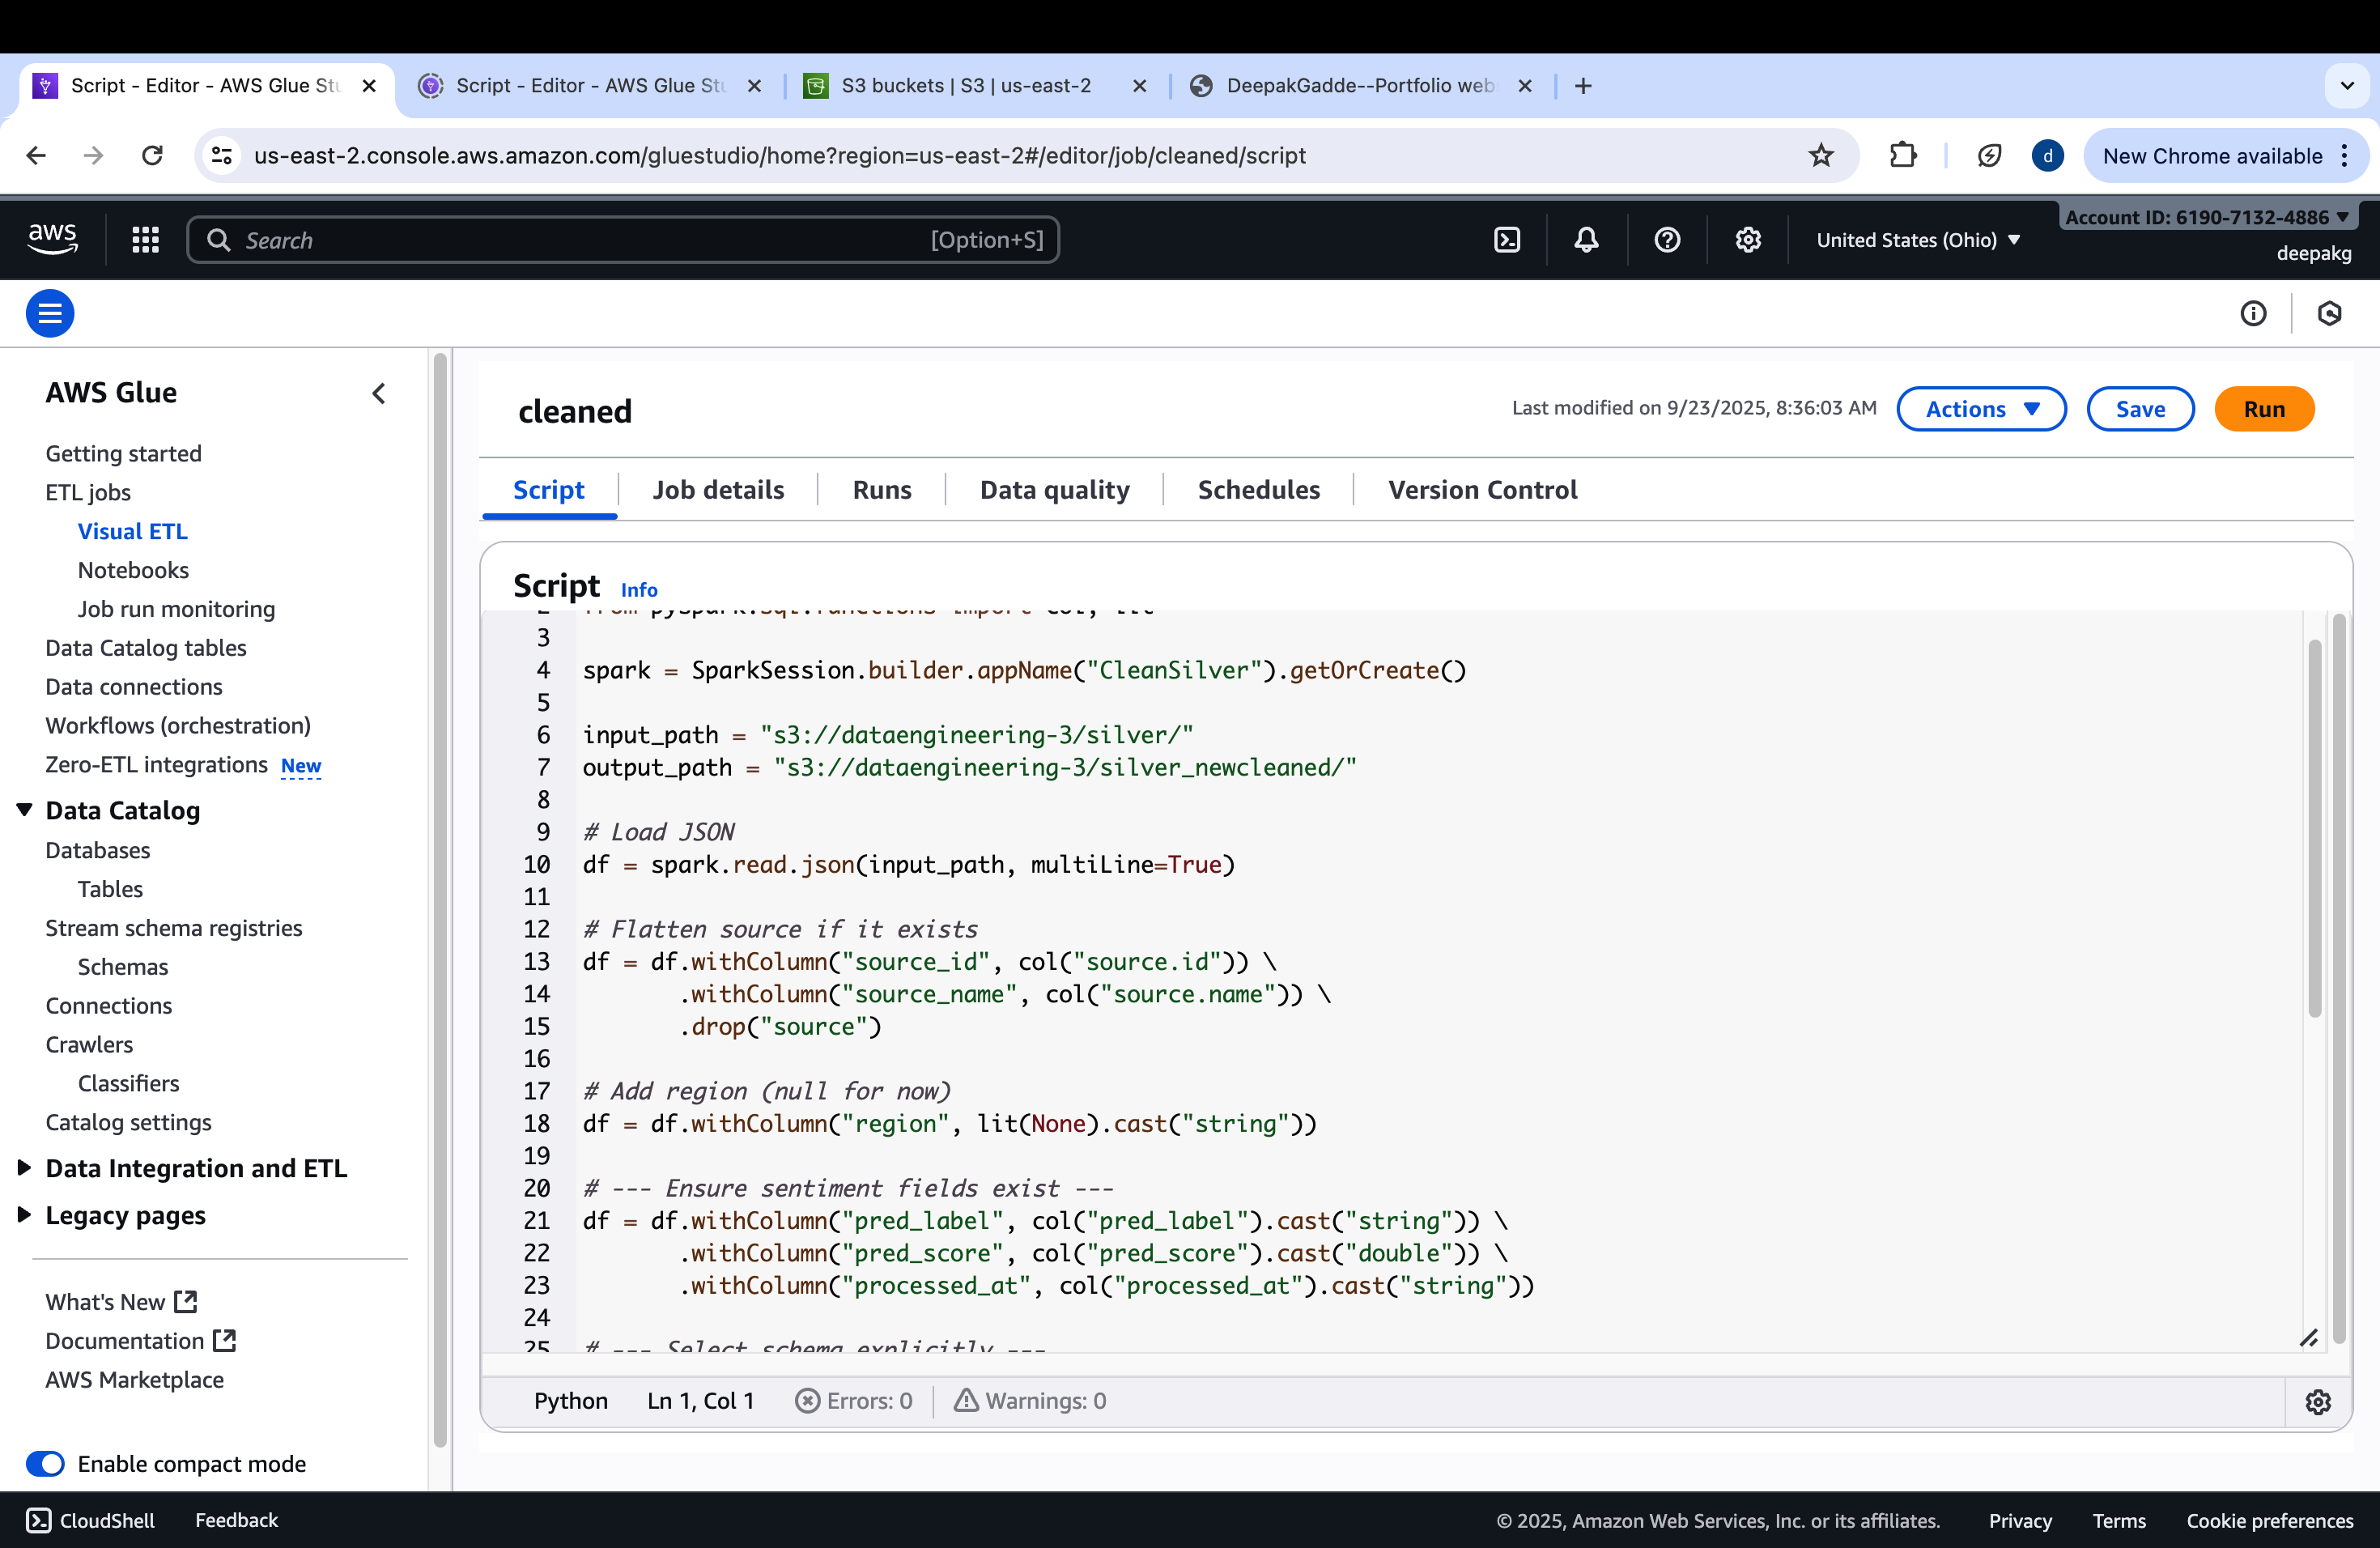 Script - Editor - AWS Glue Stu
Script - Editor - AWS Glue Stu
S3 buckets | S3 | us-east-2
DeepakGadde--Portfolio web
us-east-2.console.aws.amazon.com/gluestudio/home?region=us-east-2#/editor/job/cleaned/script
d
New Chrome available
aws
Search
[Option+S]
United States (Ohio)
Account ID: 6190-7132-4886
deepakg
AWS Glue
Getting started
ETL jobs
Visual ETL
Notebooks
Job run monitoring
Data Catalog tables
Data connections
Workflows (orchestration)
Zero-ETL integrations New
Data Catalog
Databases
Tables
Stream schema registries
Schemas
Connections
Crawlers
Classifiers
Catalog settings
Data Integration and ETL
Legacy pages
What's New
Documentation
AWS Marketplace
Enable compact mode
cleaned
Last modified on 9/23/2025, 8:36:03 AM
Actions
Save
Run
Script
Job details
Runs
Data quality
Schedules
Version Control
Script Info
2 from pyspark.sql.functions import col, lit
3
4 spark = SparkSession.builder.appName("CleanSilver").getOrCreate()
5
6 input_path = "s3://dataengineering-3/silver/"
7 output_path = "s3://dataengineering-3/silver_newcleaned/"
8
9 # Load JSON
10 df = spark.read.json(input_path, multiLine=True)
11
12 # Flatten source if it exists
13 df = df.withColumn("source_id", col("source.id")) \
14 .withColumn("source_name", col("source.name")) \
15 .drop("source")
16
17 # Add region (null for now)
18 df = df.withColumn("region", lit(None).cast("string"))
19
20 # --- Ensure sentiment fields exist ---
21 df = df.withColumn("pred_label", col("pred_label").cast("string")) \
22 .withColumn("pred_score", col("pred_score").cast("double")) \
23 .withColumn("processed_at", col("processed_at").cast("string"))
24
25 # --- Select schema explicitly ---
Python
Ln 1, Col 1
Errors: 0
Warnings: 0
CloudShell
Feedback
© 2025, Amazon Web Services, Inc. or its affiliates.
Privacy
Terms
Cookie preferences